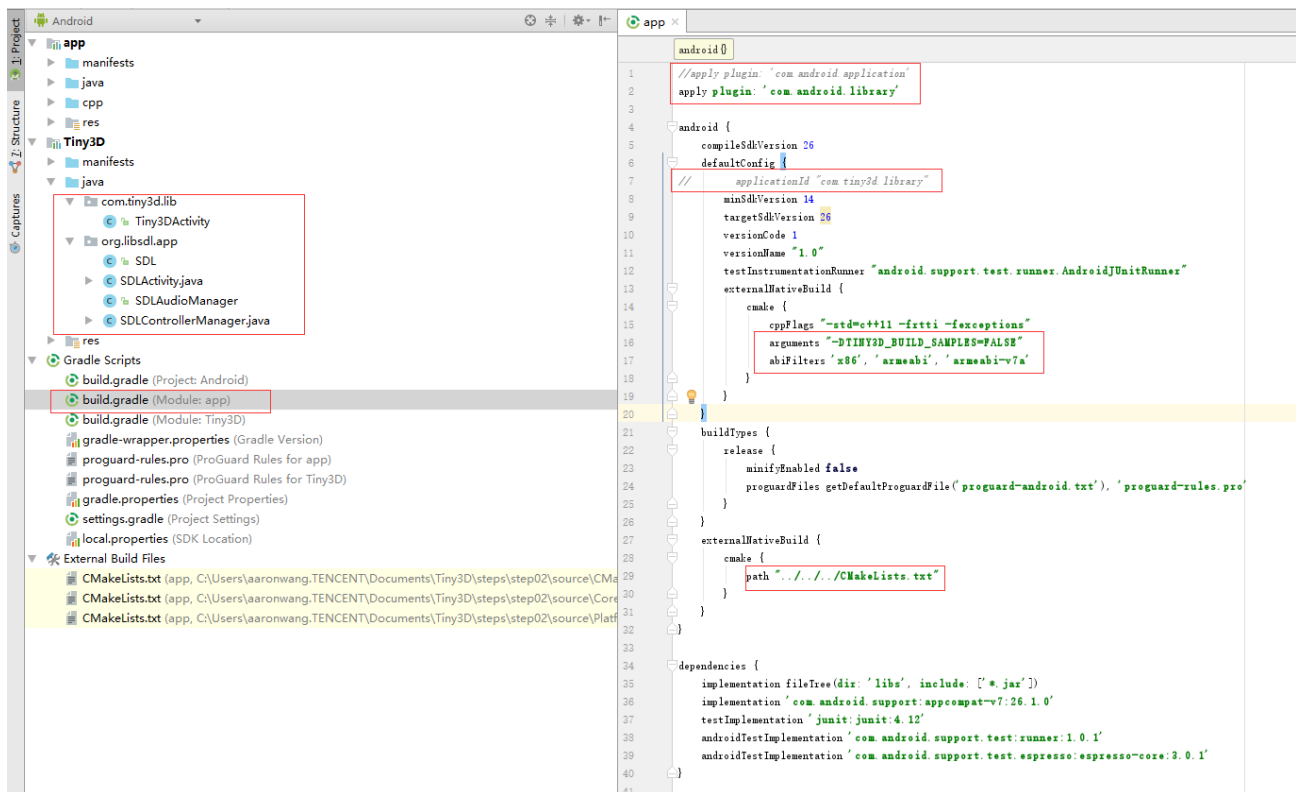 Android
app
1: Project
app
manifests
java
cpp
res
Tiny3D
manifests
java
com.tiny3d.lib
Tiny3DActivity
org.libsdl.app
SDL
SDLActivity.java
SDLAudioManager
SDLControllerManager.java
res
Gradle Scripts
build.gradle (Project: Android)
build.gradle (Module: app)
build.gradle (Module: Tiny3D)
gradle-wrapper.properties (Gradle Version)
proguard-rules.pro (ProGuard Rules for app)
proguard-rules.pro (ProGuard Rules for Tiny3D)
gradle.properties (Project Properties)
settings.gradle (Project Settings)
local.properties (SDK Location)
External Build Files
CMakeLists.txt (app, C:\Users\aaronwang.TENCENT\Documents\Tiny3D\steps\step02\source\CMa
CMakeLists.txt (app, C:\Users\aaronwang.TENCENT\Documents\Tiny3D\steps\step02\source\Core
CMakeLists.txt (app, C:\Users\aaronwang.TENCENT\Documents\Tiny3D\steps\step02\source\Platf
7: Structure
Captures
android{}
1 //apply plugin: 'com.android.application'
2 apply plugin: 'com.android.library'
3
4 android {
5 compileSdkVersion 26
6 defaultConfig {
7 // applicationId "com.tiny3d.library"
8 minSdkVersion 14
9 targetSdkVersion 26
10 versionCode 1
11 versionName "1.0"
12 testInstrumentationRunner "android.support.test.runner.AndroidJUnitRunner"
13 externalNativeBuild {
14 cmake {
15 cppFlags "-std=c++11 -frtti -fexceptions"
16 arguments "-DTINY3D_BUILD_SAMPLES=FALSE"
17 abiFilters 'x86', 'armeabi', 'armeabi-v7a'
18 }
19 }
20 }
21 buildTypes {
22 release {
23 minifyEnabled false
24 proguardFiles getDefaultProguardFile('proguard-android.txt'), 'proguard-rules.pro'
25 }
26 }
27 externalNativeBuild {
28 cmake {
29 path "../../../CMakeLists.txt"
30 }
31 }
32 }
33
34 dependencies {
35 implementation fileTree(dir: 'libs', include: ['*.jar'])
36 implementation 'com.android.support:appcompat-v7:26.1.0'
37 testImplementation 'junit:junit:4.12'
38 androidTestImplementation 'com.android.support.test:runner:1.0.1'
39 androidTestImplementation 'com.android.support.test.espresso:espresso-core:3.0.1'
40 }
41